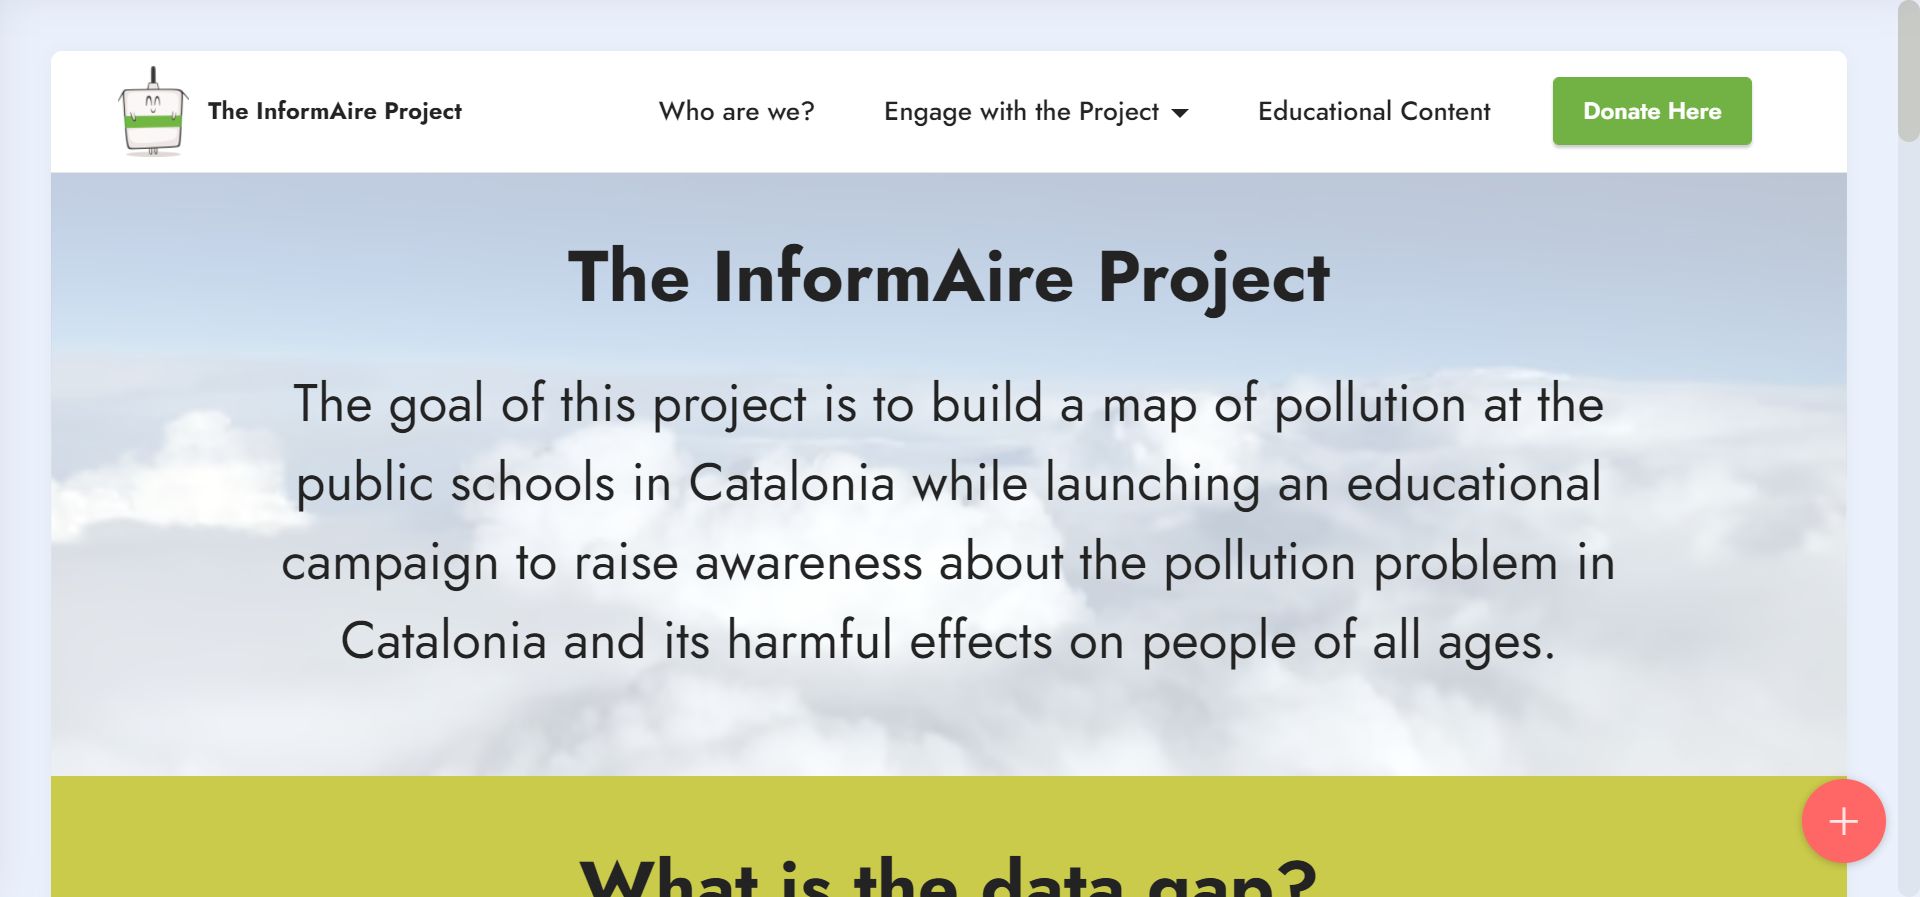 The InformAire Project
Who are we?
Engage with the Project
Educational Content
Donate Here
The InformAire Project
The goal of this project is to build a map of pollution at the
public schools in Catalonia while launching an educational
campaign to raise awareness about the pollution problem in
Catalonia and its harmful effects on people of all ages.
What is the data gap?